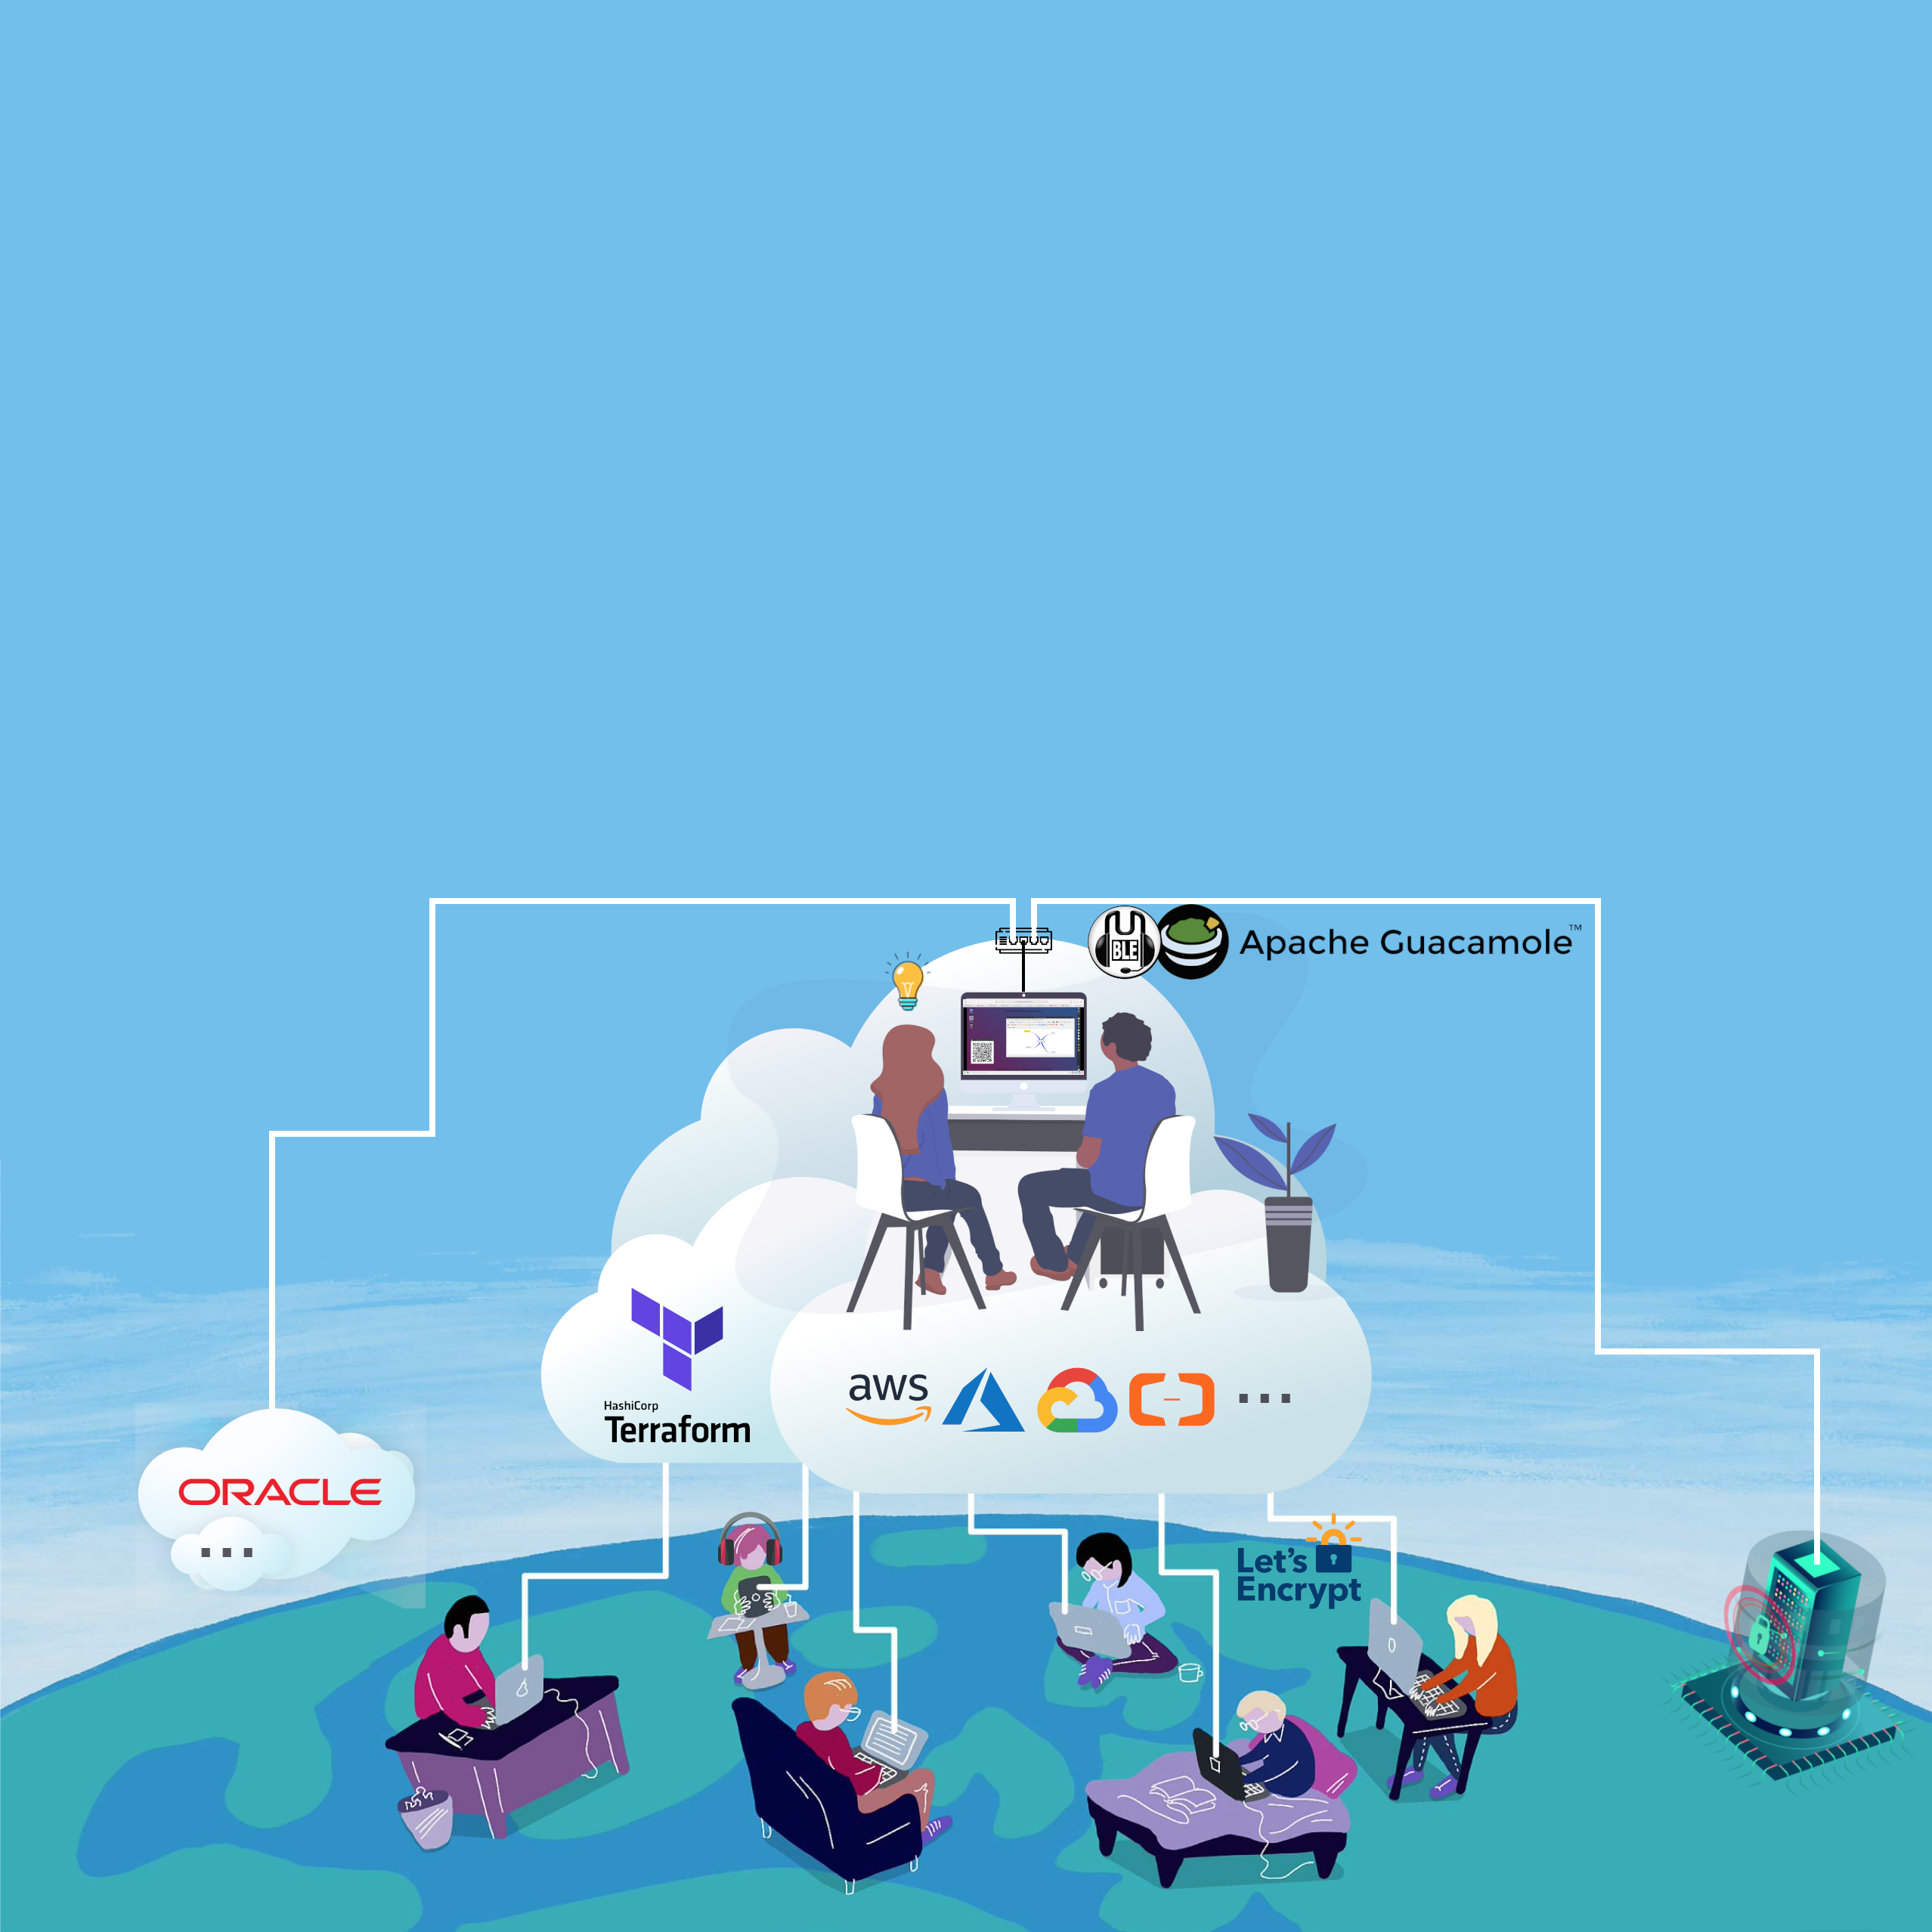 U
BLE
Apache Guacamole™
HashiCorp
Terraform
aws
...
ORACLE
...
Let's
Encrypt